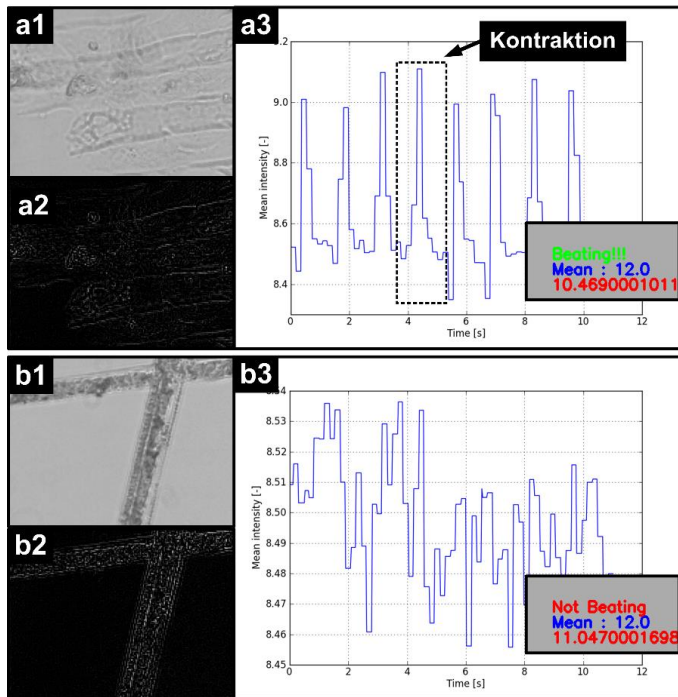 a1
a2
a3
Kontraktion
9.0
8.8
8.6
8.4
Mean intensity [-]
0 2 4 6 8 10 12
Time [s]
Beating!!!
Mean : 12.0
10.4690001011
b1
b2
b3
8.54
8.53
8.52
8.51
8.50
8.49
8.48
8.47
8.46
8.45
Mean intensity [-]
0 2 4 6 8 10 12
Time [s]
Not Beating
Mean : 12.0
11.0470001698